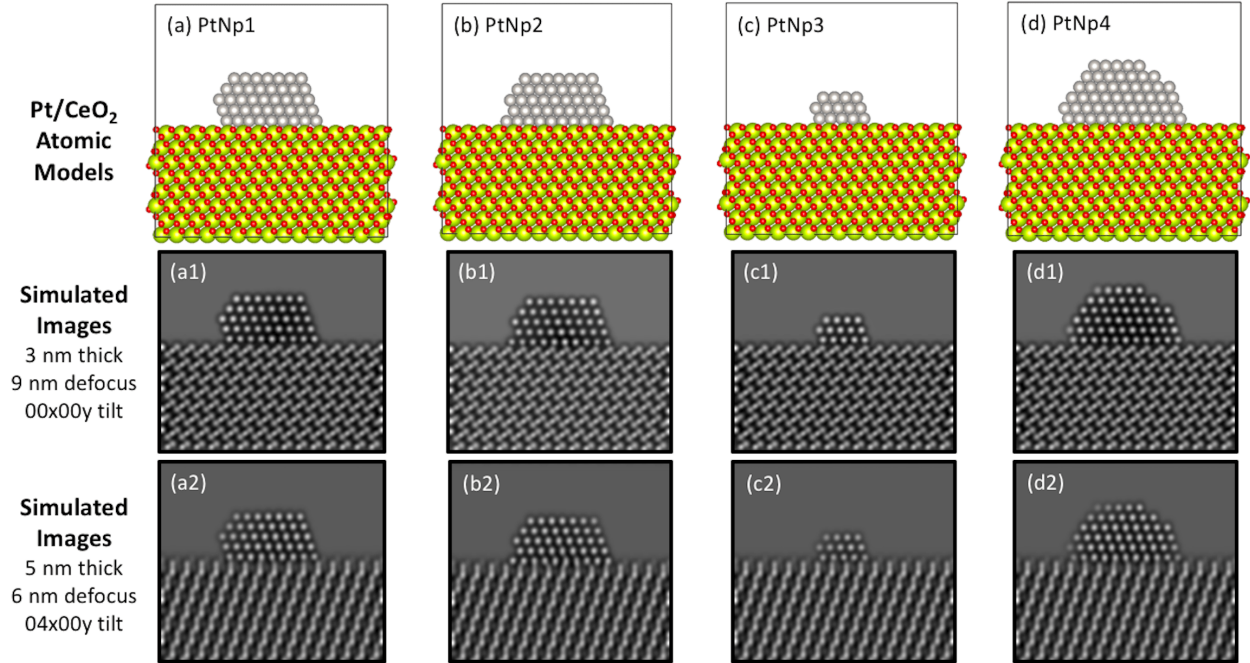 (a) PtNp1
(b) PtNp2
(c) PtNp3
(d) PtNp4
Pt/CeO₂
Atomic
Models
(a1)
(b1)
(c1)
(d1)
Simulated
Images
3 nm thick
9 nm defocus
00x00y tilt
(a2)
(b2)
(c2)
(d2)
Simulated
Images
5 nm thick
6 nm defocus
04x00y tilt